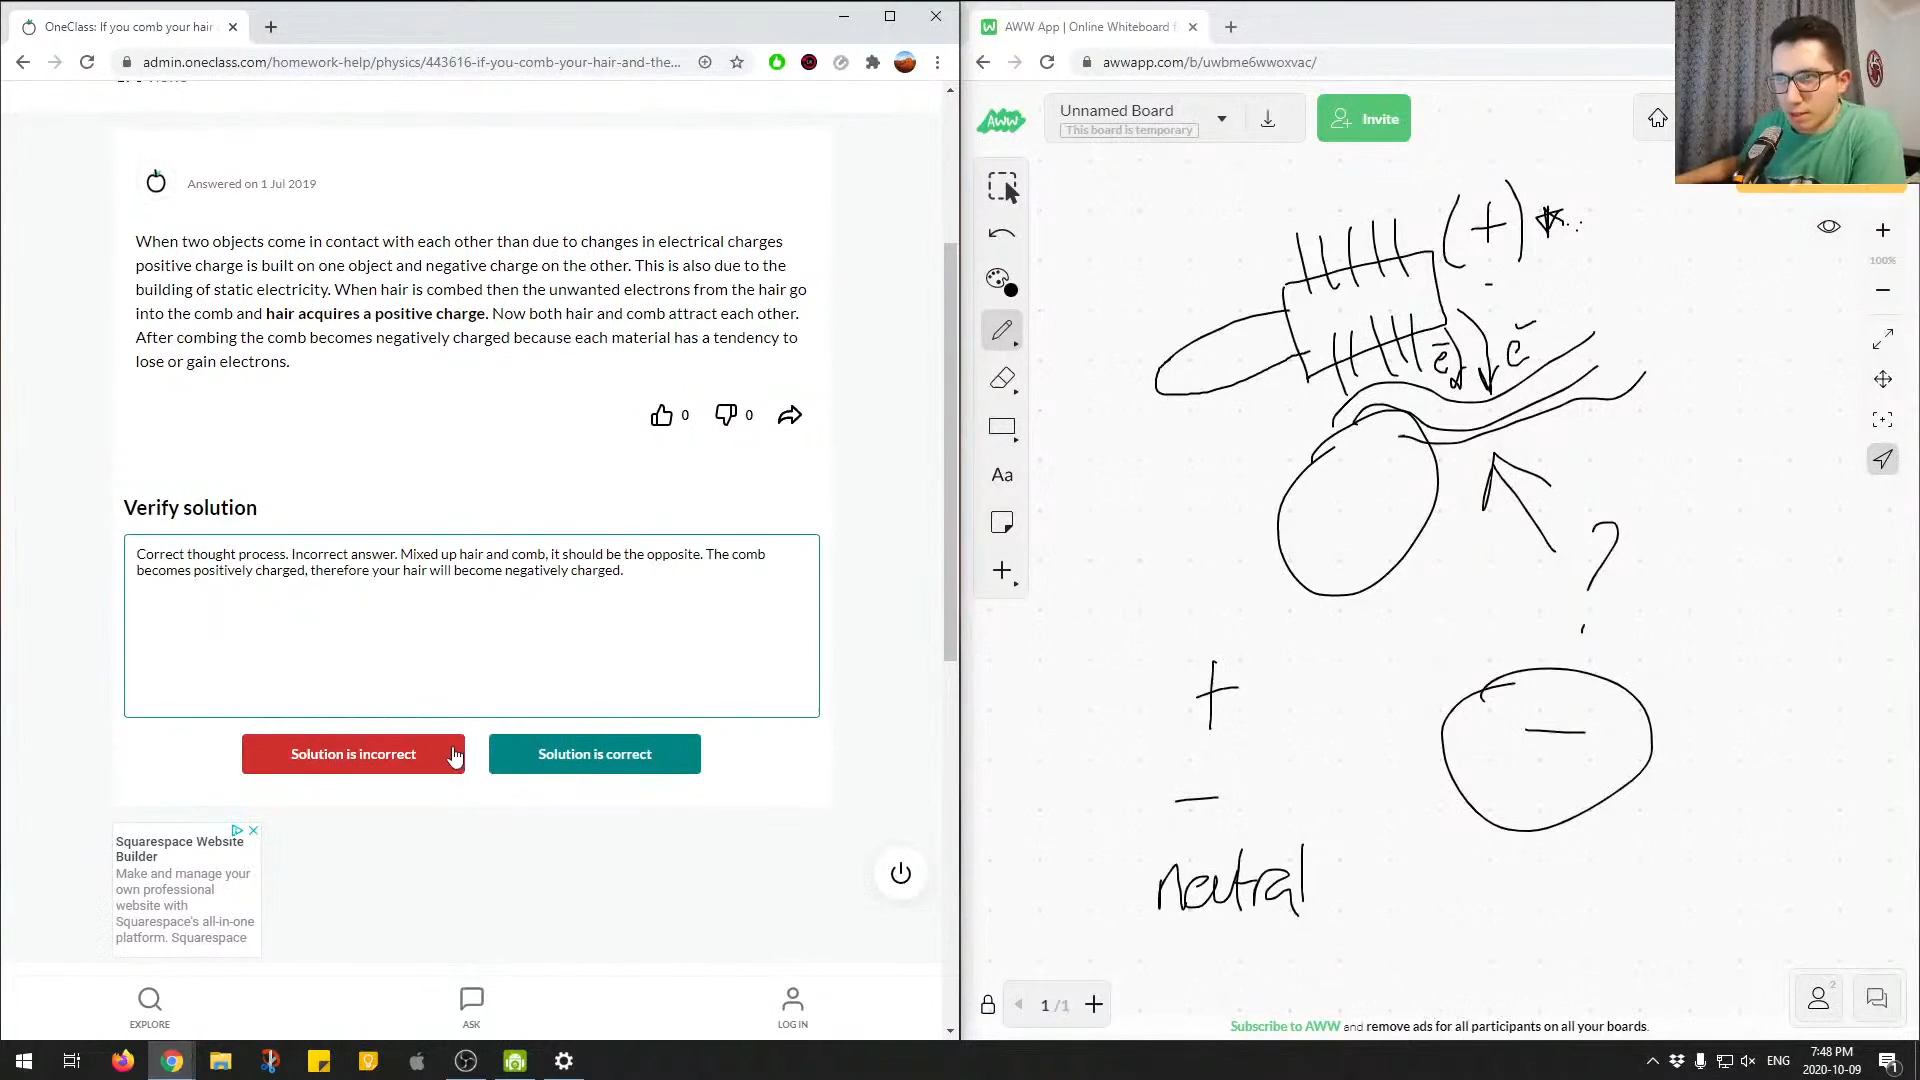 OneClass: If you comb your hair
admin.oneclass.com/homework-help/physics/443616-if-you-comb-your-hair-and-the...
Answered on 1 Jul 2019
When two objects come in contact with each other than due to changes in electrical charges
positive charge is built on one object and negative charge on the other. This is also due to the
building of static electricity. When hair is combed then the unwanted electrons from the hair go
into the comb and hair acquires a positive charge. Now both hair and comb attract each other.
After combing the comb becomes negatively charged because each material has a tendency to
lose or gain electrons.
0
0
Verify solution
Correct thought process. Incorrect answer. Mixed up hair and comb, it should be the opposite. The comb
becomes positively charged, therefore your hair will become negatively charged.
Solution is incorrect
Solution is correct
Squarespace Website
Builder
Make and manage your
own professional
website with
Squarespace's all-in-one
platform. Squarespace
EXPLORE
ASK
LOG IN
AWW App | Online Whiteboard f
awwapp.com/b/uwbme6wwoxvac/
AWW
Unnamed Board
This board is temporary
Invite
100%
Aa
(+)
e-
e-
?
+
-
-
neutral
1/1
2
Subscribe to AWW and remove ads for all participants on all your boards.
ENG
7:48 PM
2020-10-09
1